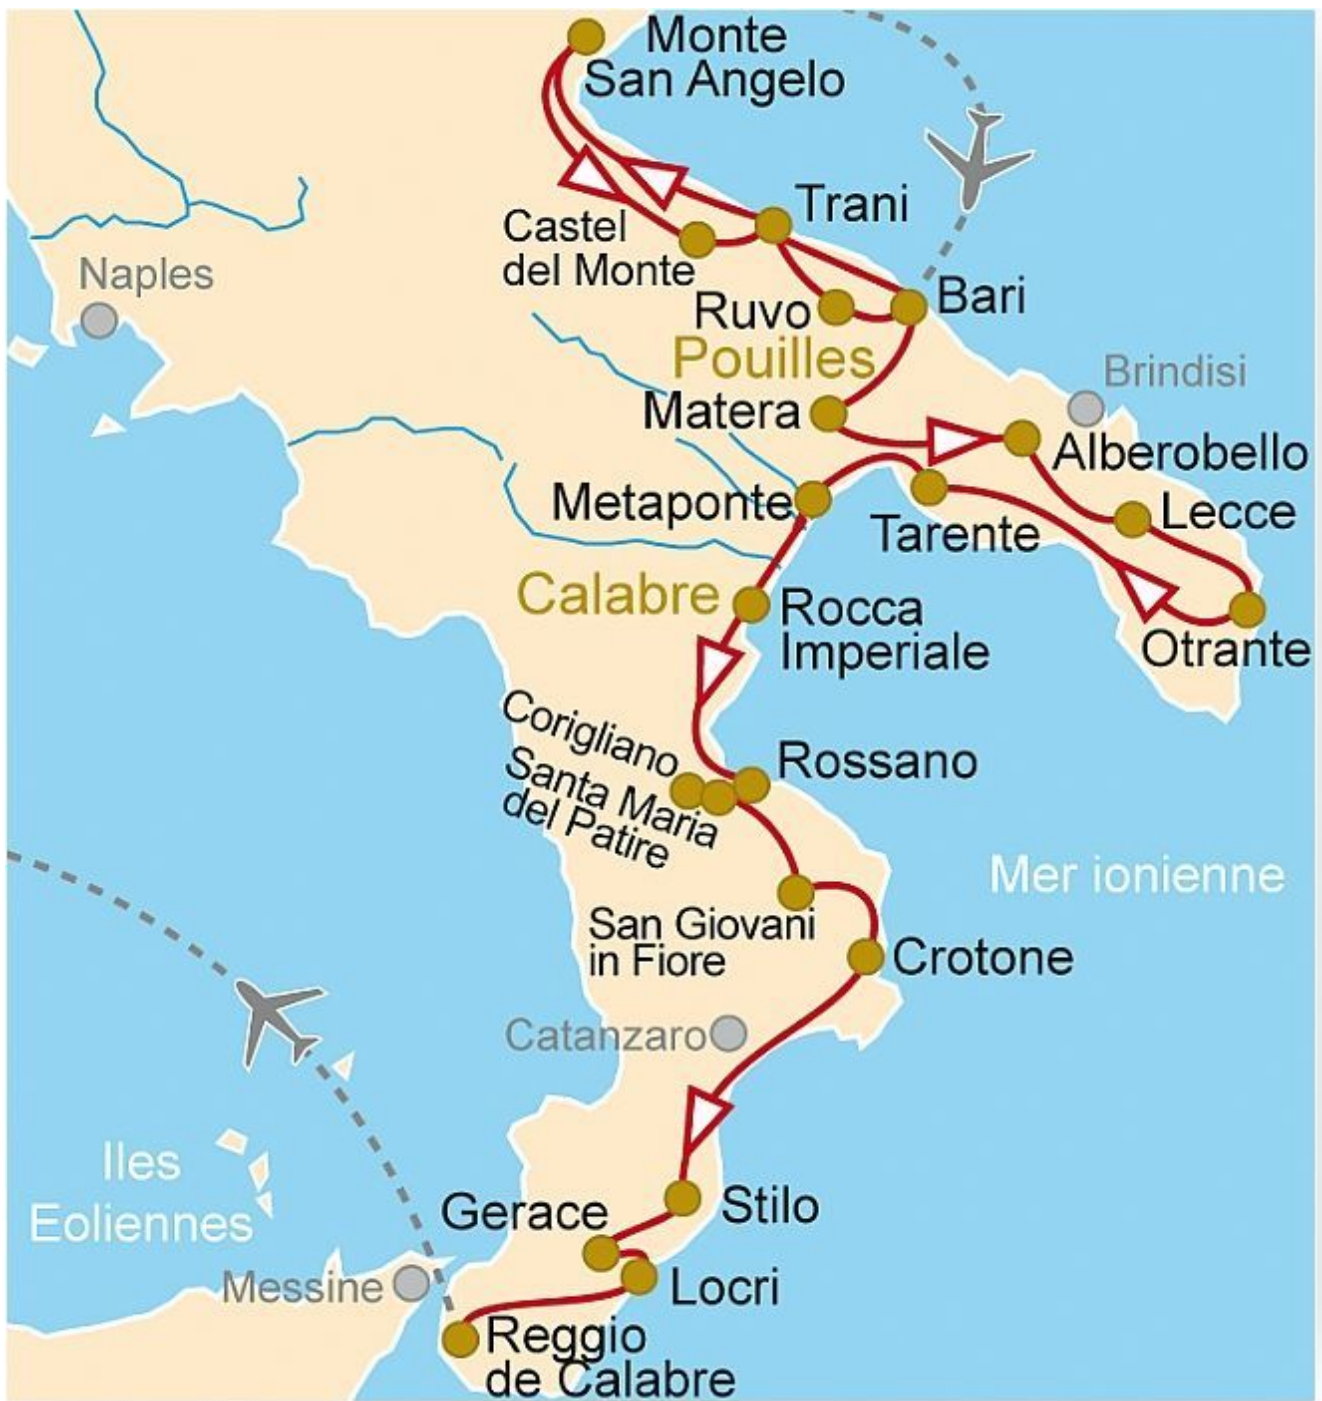 Monte
San Angelo
Trani
Castel
del Monte
Naples
Ruvo
Bari
Pouilles
Brindisi
Matera
Alberobello
Metaponte
Lecce
Tarente
Calabre
Rocca
Imperiale
Otrante
Corigliano
Santa Maria
del Patire
Rossano
Mer ionienne
San Giovani
in Fiore
Crotone
Catanzaro
Iles
Eoliennes
Gerace
Stilo
Messine
Locri
Reggio
de Calabre